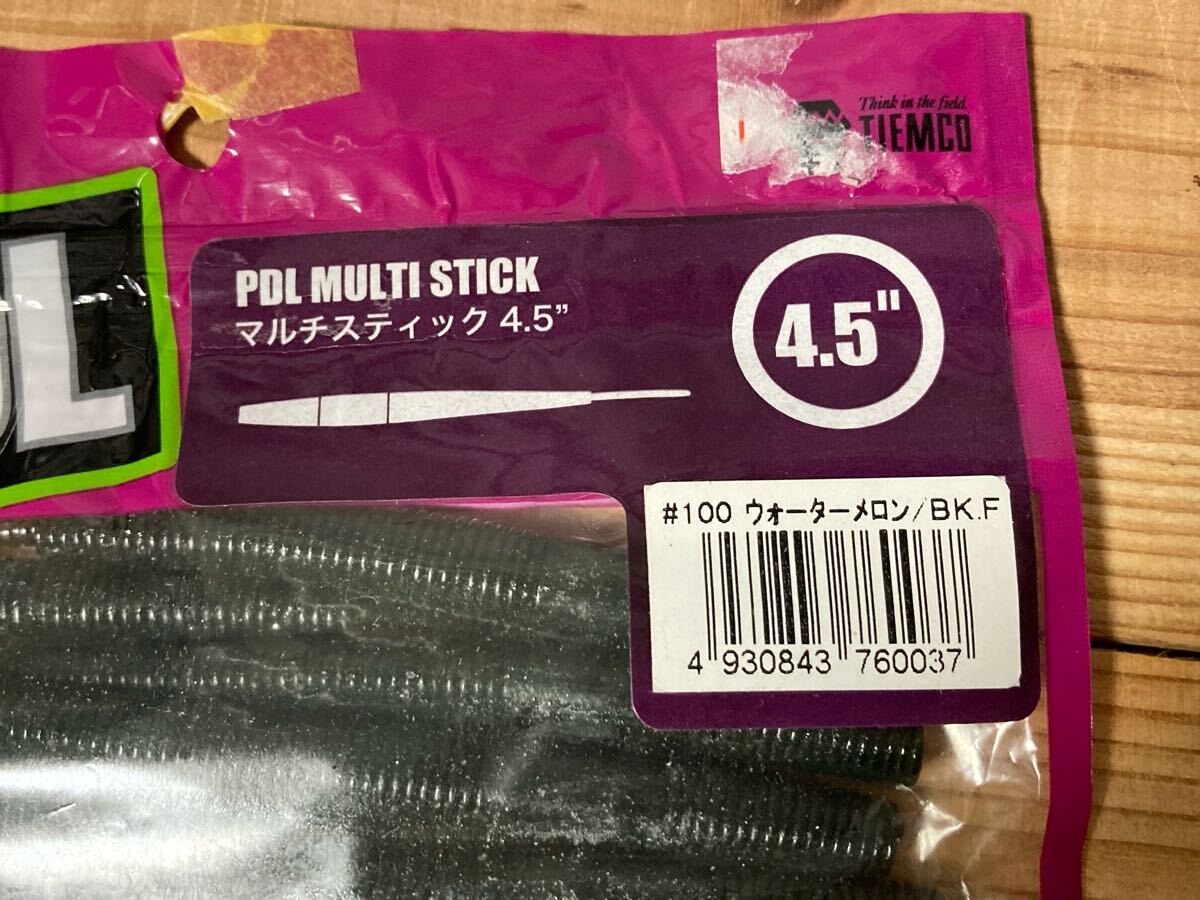 Think in the field.
TIEMCO
PDL MULTI STICK
マルチスティック 4.5”
4.5"
DL
#100 ウォーターメロン/BK.F
4 930843 760037